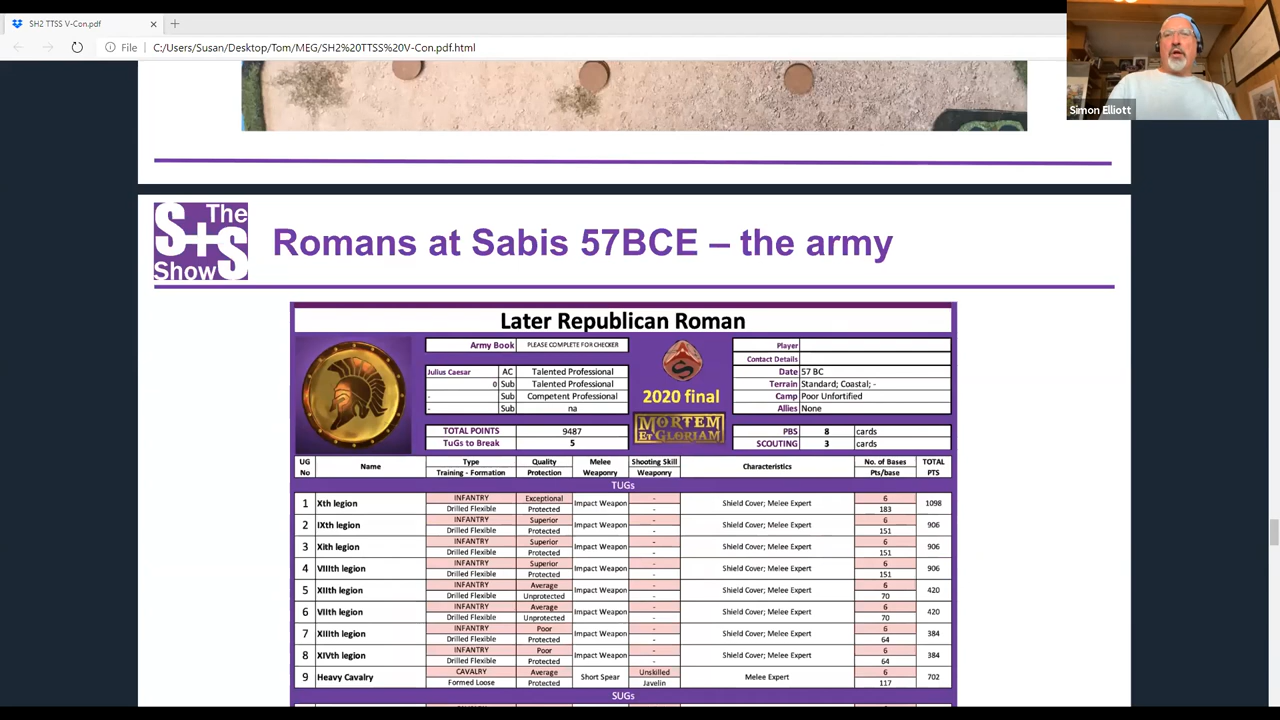 SH2 TTSS V-Con.pdf
File C:/Users/Susan/Desktop/Tom/MEG/SH2%20TTSS%20V-Con.pdf.html
Simon Elliott
The
S+S
Show
Romans at Sabis 57BCE – the army
Later Republican Roman
Army Book PLEASE COMPLETE FOR CHECKER
Julius Caesar AC Talented Professional
0 Sub Talented Professional
- Sub Competent Professional
- Sub na
TOTAL POINTS 9487
TuGs to Break 5
2020 final
MORTEM
ET GLORIAM
Player
Contact Details
Date 57 BC
Terrain Standard; Coastal; -
Camp Poor Unfortified
Allies None
PBS 8 cards
SCOUTING 3 cards
UG No Name Type Training - Formation Quality Protection Melee Weaponry Shooting Skill Weaponry Characteristics No. of Bases Pts/base TOTAL PTS
TUGs
1 Xth legion INFANTRY Drilled Flexible Exceptional Protected Impact Weapon - - Shield Cover; Melee Expert 6 183 1098
2 IXth legion INFANTRY Drilled Flexible Superior Protected Impact Weapon - - Shield Cover; Melee Expert 6 151 906
3 Xith legion INFANTRY Drilled Flexible Superior Protected Impact Weapon - - Shield Cover; Melee Expert 6 151 906
4 VIIIth legion INFANTRY Drilled Flexible Superior Protected Impact Weapon - - Shield Cover; Melee Expert 6 151 906
5 XIIth legion INFANTRY Drilled Flexible Average Unprotected Impact Weapon - - Shield Cover; Melee Expert 6 70 420
6 VIIth legion INFANTRY Drilled Flexible Average Unprotected Impact Weapon - - Shield Cover; Melee Expert 6 70 420
7 XIIIth legion INFANTRY Drilled Flexible Poor Protected Impact Weapon - - Shield Cover; Melee Expert 6 64 384
8 XIVth legion INFANTRY Drilled Flexible Poor Protected Impact Weapon - - Shield Cover; Melee Expert 6 64 384
9 Heavy Cavalry CAVALRY Formed Loose Average Protected Short Spear Unskilled Javelin Melee Expert 6 117 702
SUGs